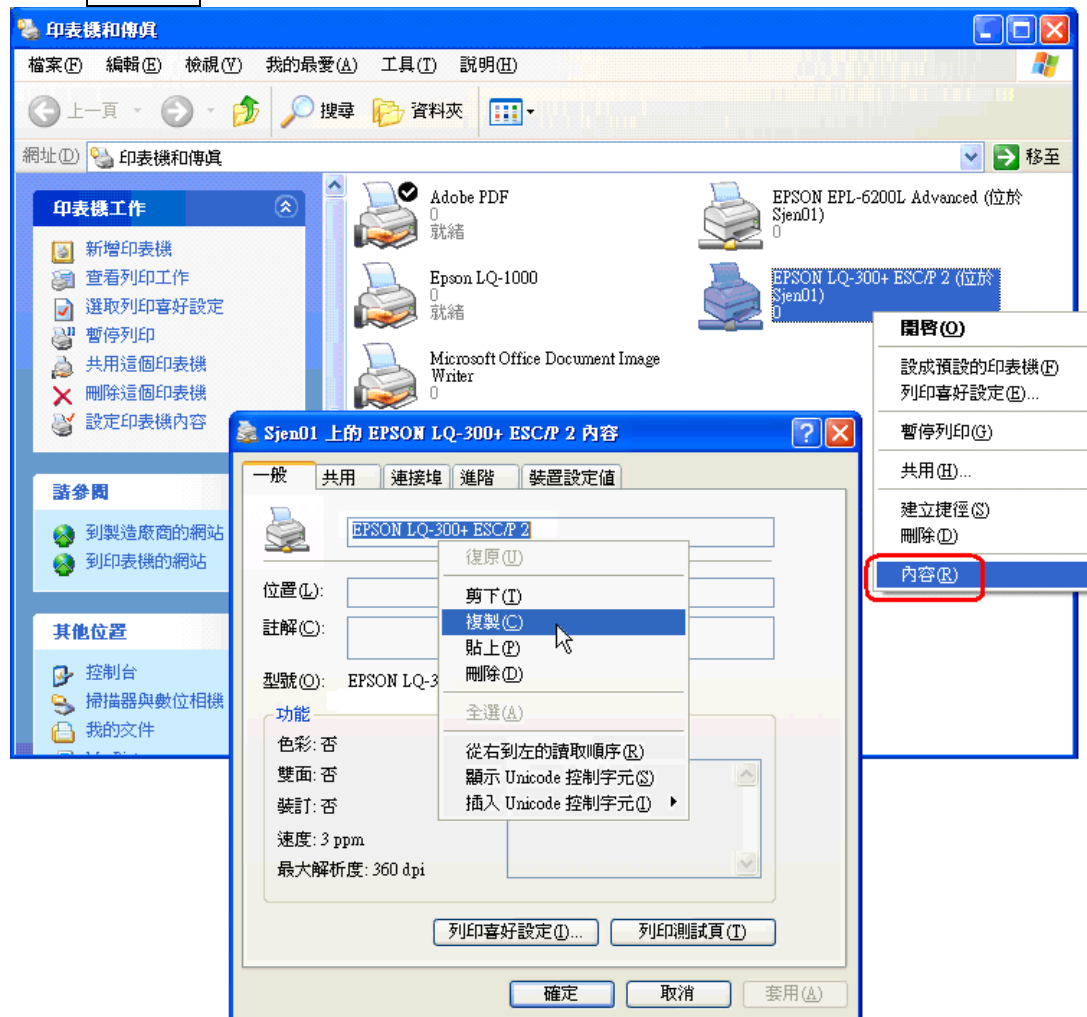 印表機和傳真
檔案(F) 編輯(E) 檢視(V) 我的最愛(A) 工具(T) 說明(H)
上一頁 搜尋 資料夾
網址(D) 印表機和傳真 移至
印表機工作
新增印表機
查看列印工作
選取列印喜好設定
暫停列印
共用這個印表機
刪除這個印表機
設定印表機內容
請參閱
到製造廠商的網站
到印表機的網站
其他位置
控制台
掃描器與數位相機
我的文件
Adobe PDF
0
就緒
EPSON EPL-6200L Advanced (位於
Sjen01)
0
Epson LQ-1000
0
就緒
EPSON LQ-300+ ESC/P 2 (位於
Sjen01)
0
Microsoft Office Document Image
Writer
0
開啓(O)
設成預設的印表機(F)
列印喜好設定(E)...
暫停列印(G)
共用(H)...
建立捷徑(S)
刪除(D)
內容(R)
Sjen01 上的 EPSON LQ-300+ ESC/P 2 內容
一般 共用 連接埠 進階 裝置設定值
EPSON LQ-300+ ESC/P 2
位置(L):
註解(C):
型號(O): EPSON LQ-3
功能
色彩: 否
雙面: 否
裝訂: 否
速度: 3 ppm
最大解析度: 360 dpi
復原(U)
剪下(T)
複製(C)
貼上(P)
刪除(D)
全選(A)
從右到左的讀取順序(R)
顯示 Unicode 控制字元(S)
插入 Unicode 控制字元(I)
列印喜好設定(I)... 列印測試頁(T)
確定 取消 套用(A)